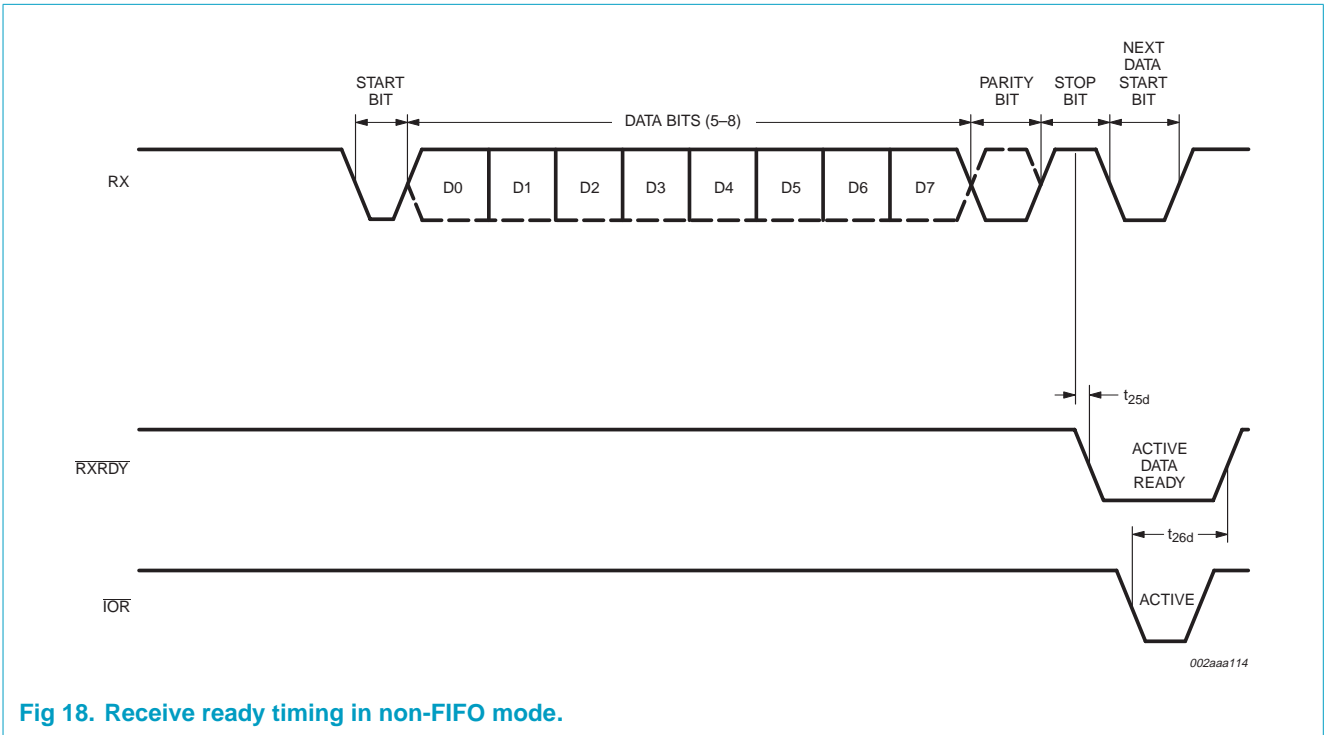 START
BIT
DATA BITS (5–8)
PARITY
BIT
STOP
BIT
NEXT
DATA
START
BIT
RX
D0
D1
D2
D3
D4
D5
D6
D7
t25d
RXRDY
ACTIVE
DATA
READY
t26d
IOR
ACTIVE
002aaa114
Fig 18. Receive ready timing in non-FIFO mode.